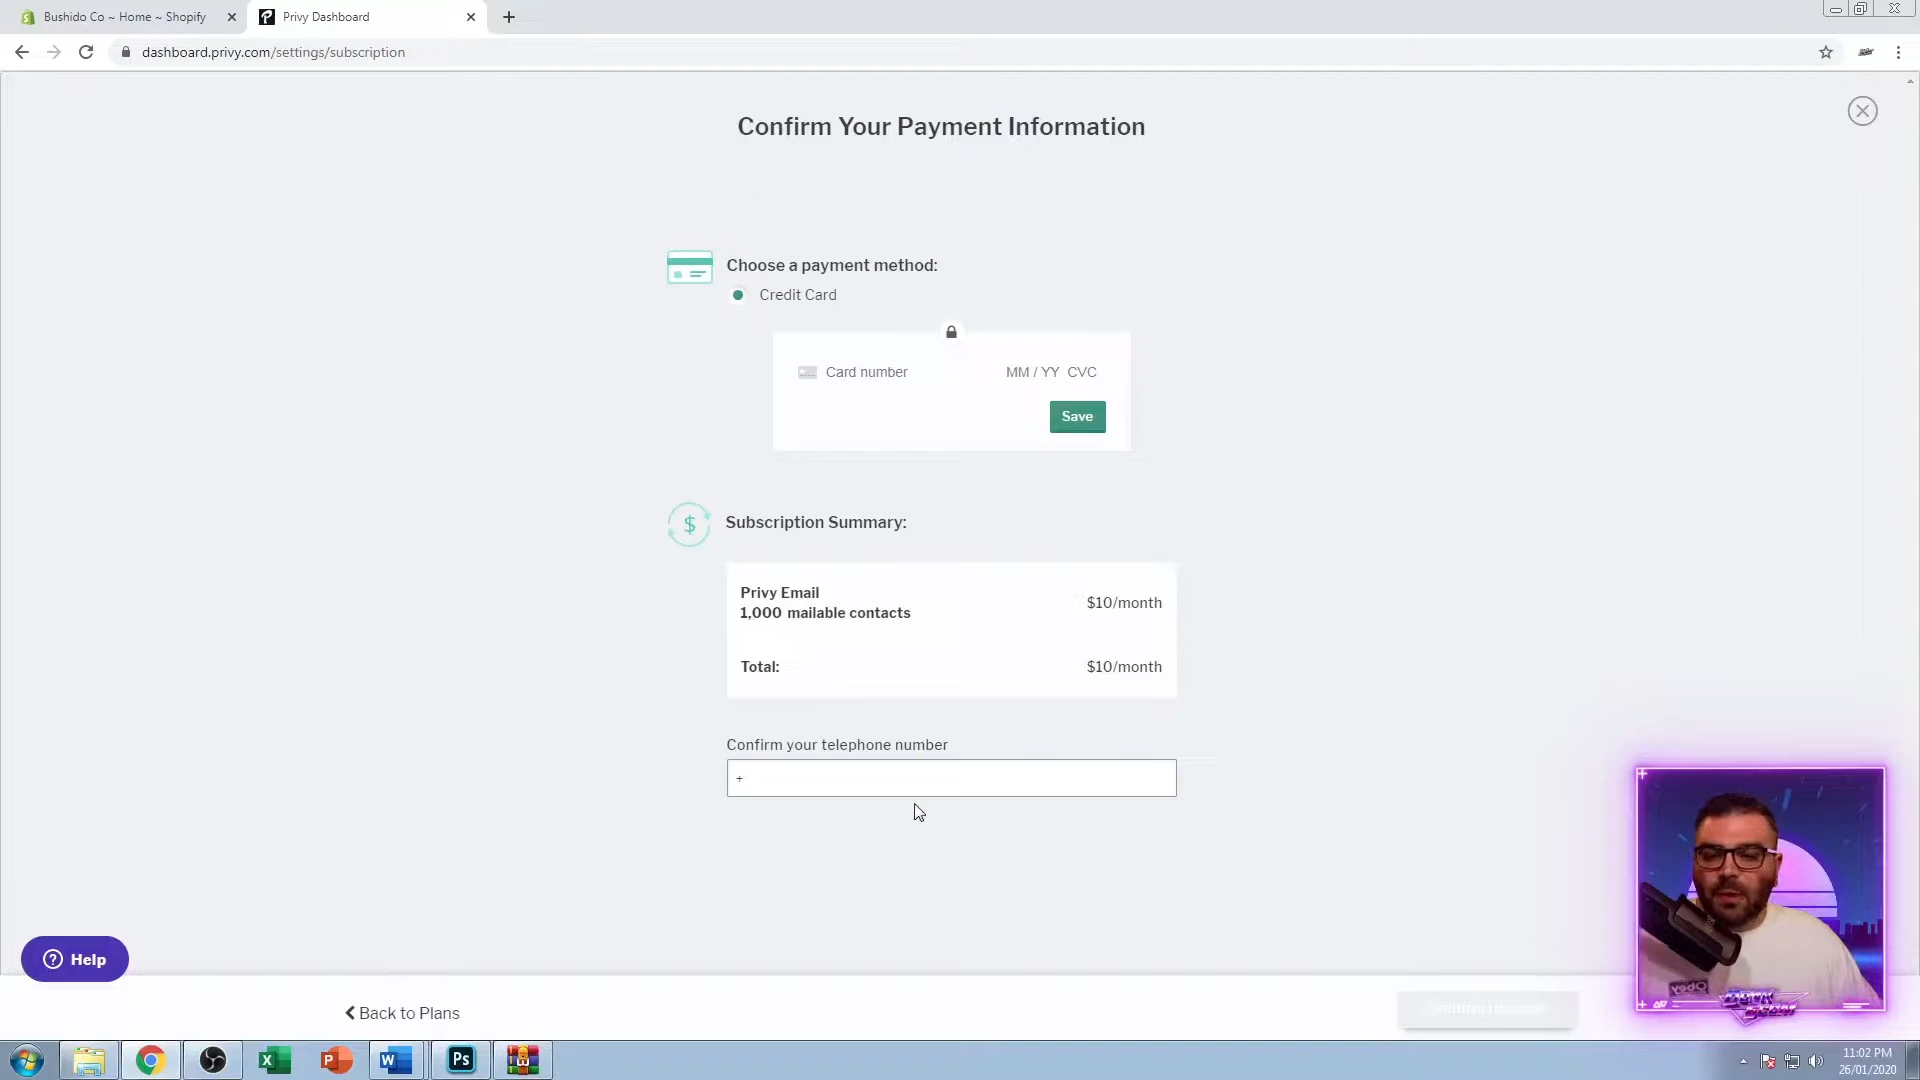 Bushido Co ~ Home ~ Shopify
Privy Dashboard
dashboard.privy.com/settings/subscription
Confirm Your Payment Information
Choose a payment method:
Credit Card
Card number
MM / YY CVC
Save
$
Subscription Summary:
Privy Email
1,000 mailable contacts
$10/month
Total:
$10/month
Confirm your telephone number
+
? Help
Back to Plans
11:02 PM
26/01/2020